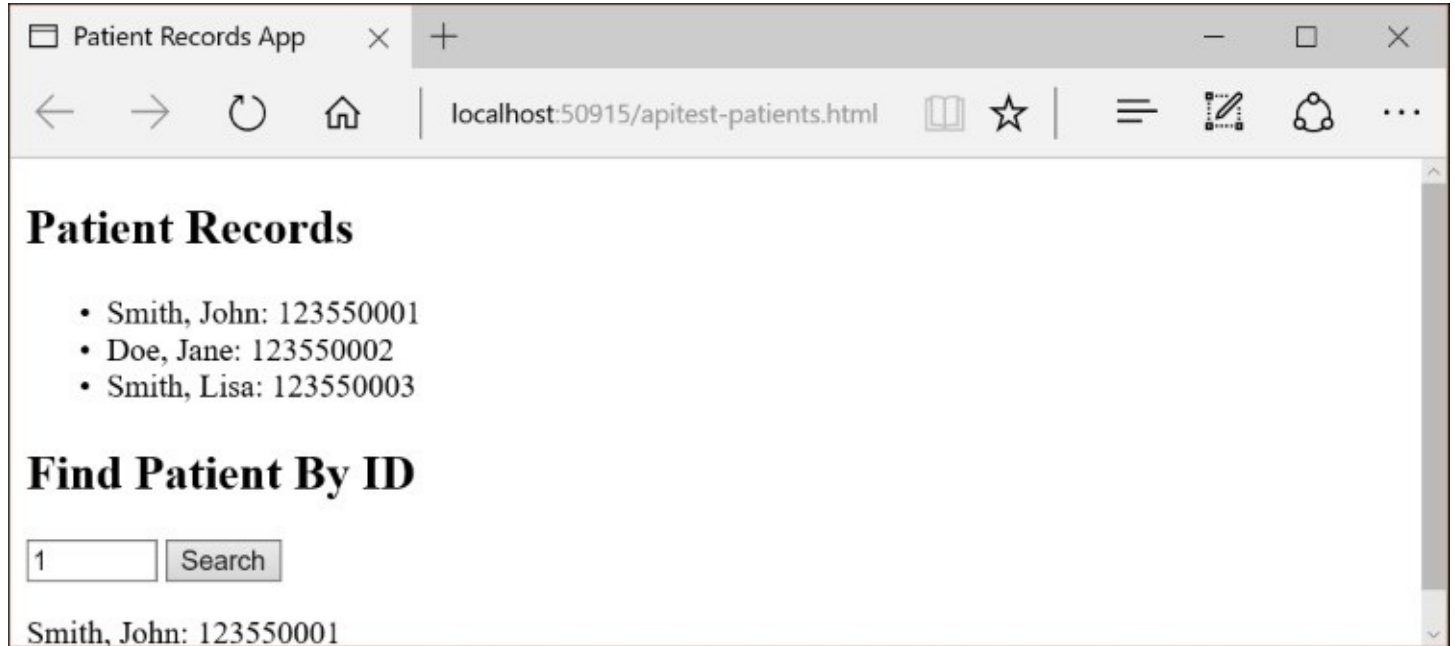 Patient Records App
localhost:50915/apitest-patients.html
Patient Records
• Smith, John: 123550001
• Doe, Jane: 123550002
• Smith, Lisa: 123550003
Find Patient By ID
1 Search
Smith, John: 123550001